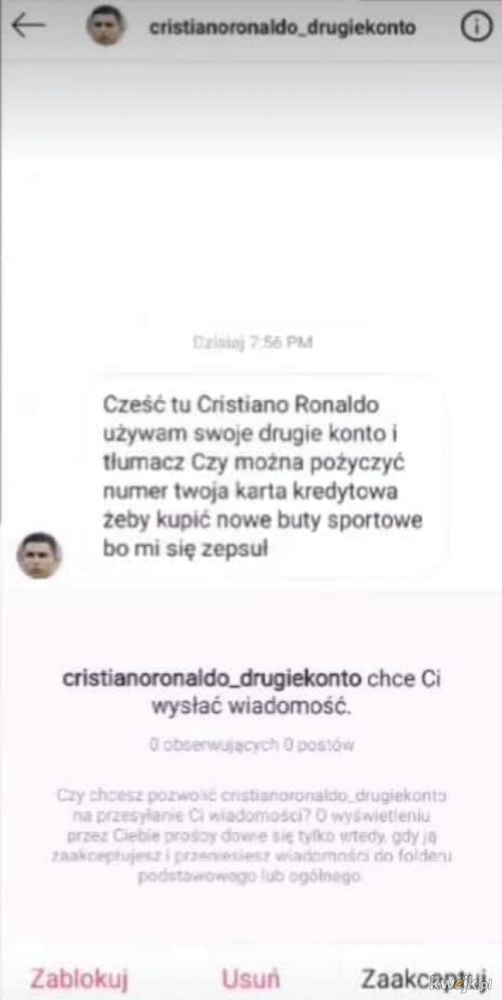 cristianoronaldo_drugiekonto
Dzisiaj 7:56 PM
Cześć tu Cristiano Ronaldo
używam swoje drugie konto i
tłumacz Czy można pożyczyć
numer twoja karta kredytowa
żeby kupić nowe buty sportowe
bo mi się zepsuł
cristianoronaldo_drugiekonto chce Ci
wysłać wiadomość.
0 obserwujących 0 postów
Czy chcesz pozwolić cristianoronaldo_drugiekonto
na przesyłanie Ci wiadomości? O wyświetleniu
przez Ciebie prośby dowie się tylko wtedy, gdy ją
zaakceptujesz i przeniesiesz wiadomości do folderu
podstawowego lub ogólnego.
Zablokuj Usuń Zaakceptuj
kwejk.pl